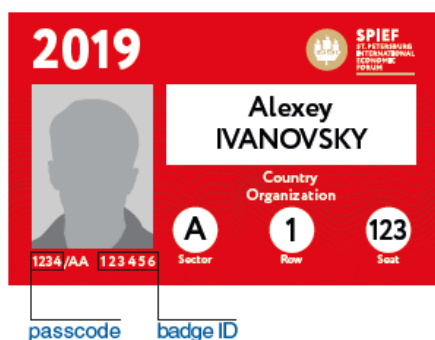 2019
SPIEF
ST. PETERSBURG
INTERNATIONAL
ECONOMIC
FORUM
Alexey
IVANOVSKY
Country
Organization
A
1
123
Sector
Row
Seat
1234/AA 123456
passcode
badge ID